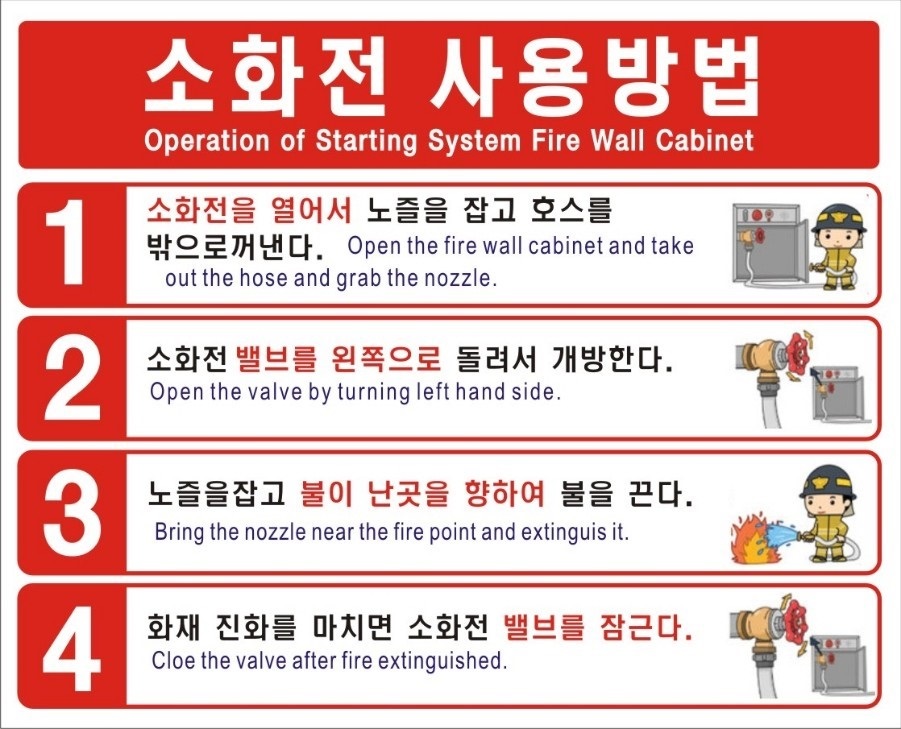 소화전 사용방법
Operation of Starting System Fire Wall Cabinet
1
소화전을 열어서 노즐을 잡고 호스를
밖으로꺼낸다. Open the fire wall cabinet and take
out the hose and grab the nozzle.
2
소화전 밸브를 왼쪽으로 돌려서 개방한다.
Open the valve by turning left hand side.
3
노즐을잡고 불이 난곳을 향하여 불을 끈다.
Bring the nozzle near the fire point and extinguis it.
4
화재 진화를 마치면 소화전 밸브를 잠근다.
Cloe the valve after fire extinguished.